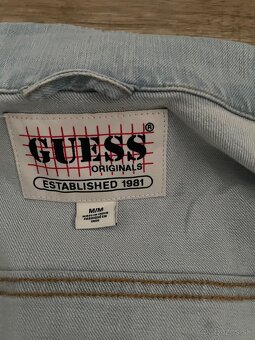 GUESS®
ORIGINALS
ESTABLISHED 1981
M/M